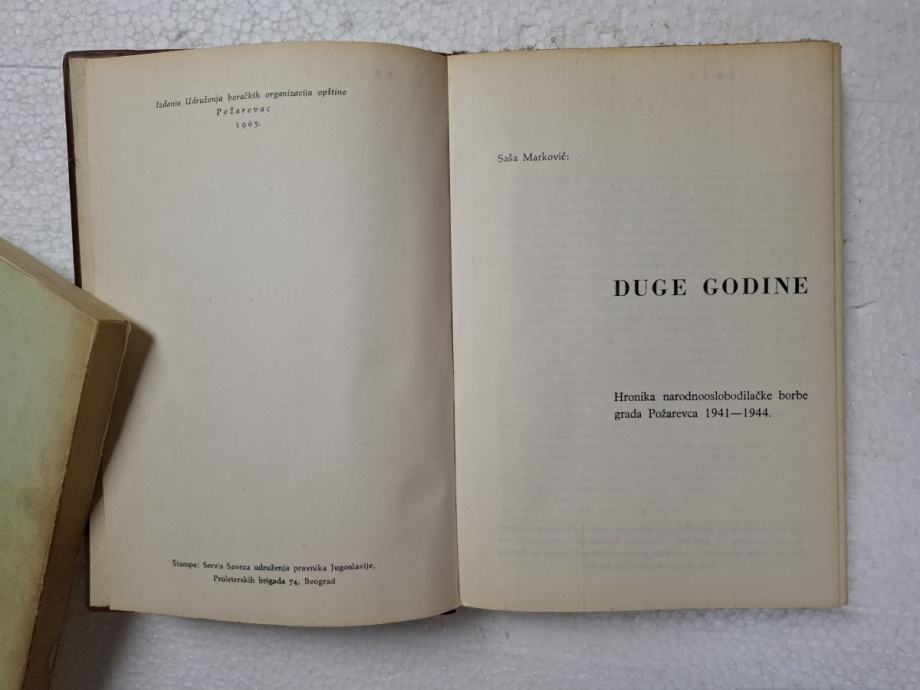 Izdanie Udruženja boračkih organizacija opštine
Požarevac
1965.
Štampa: Servis Saveza udruženja pravnika Jugoslavije,
Proleterskih brigada 74, Beograd
Saša Marković:
DUGE GODINE
Hronika narodnooslobodilačke borbe
grada Požarevca 1941—1944.